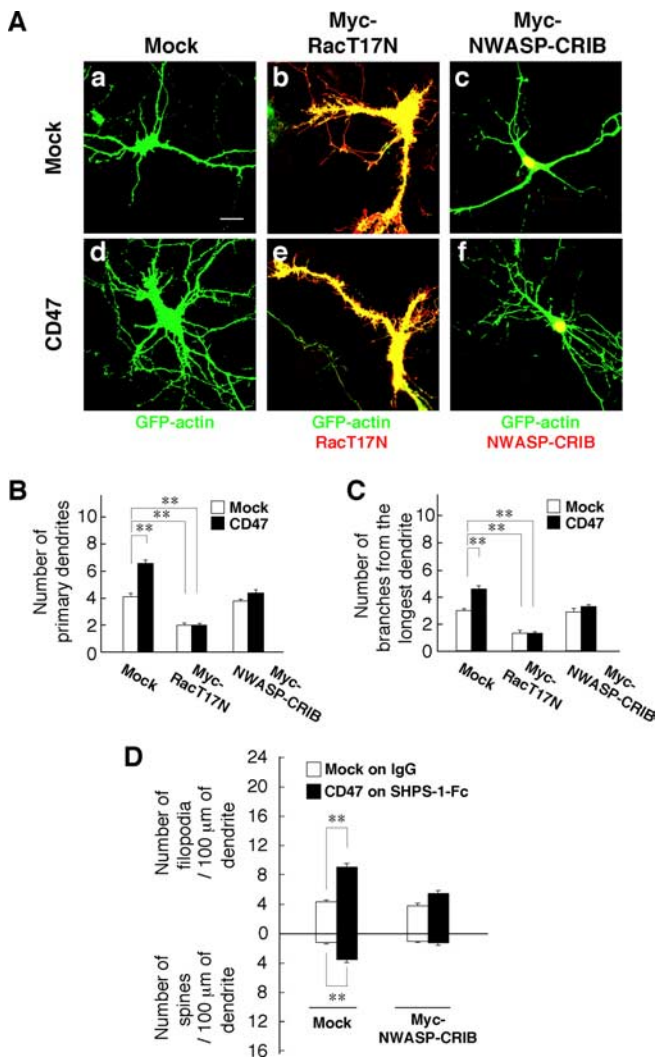 A
Mock
Myc-
RacT17N
Myc-
NWASP-CRIB
Mock
a
b
c
CD47
d
e
f
GFP-actin
GFP-actin
RacT17N
GFP-actin
NWASP-CRIB
B
Number of
primary dendrites
10
8
6
4
2
Mock
CD47
**
**
**
Mock
Myc-
RacT17N
Myc-
NWASP-CRIB
C
Number of
branches from the
longest dendrite
10
8
6
4
2
0
Mock
CD47
**
**
**
Mock
Myc-
RacT17N
Myc-
NWASP-CRIB
D
Number of
filopodia
/ 100 μm of
dendrite
Number of
spines
/ 100 μm of
dendrite
24
20
16
12
8
4
0
4
8
12
16
Mock on IgG
CD47 on SHPS-1-Fc
**
**
Mock
Myc-
NWASP-CRIB